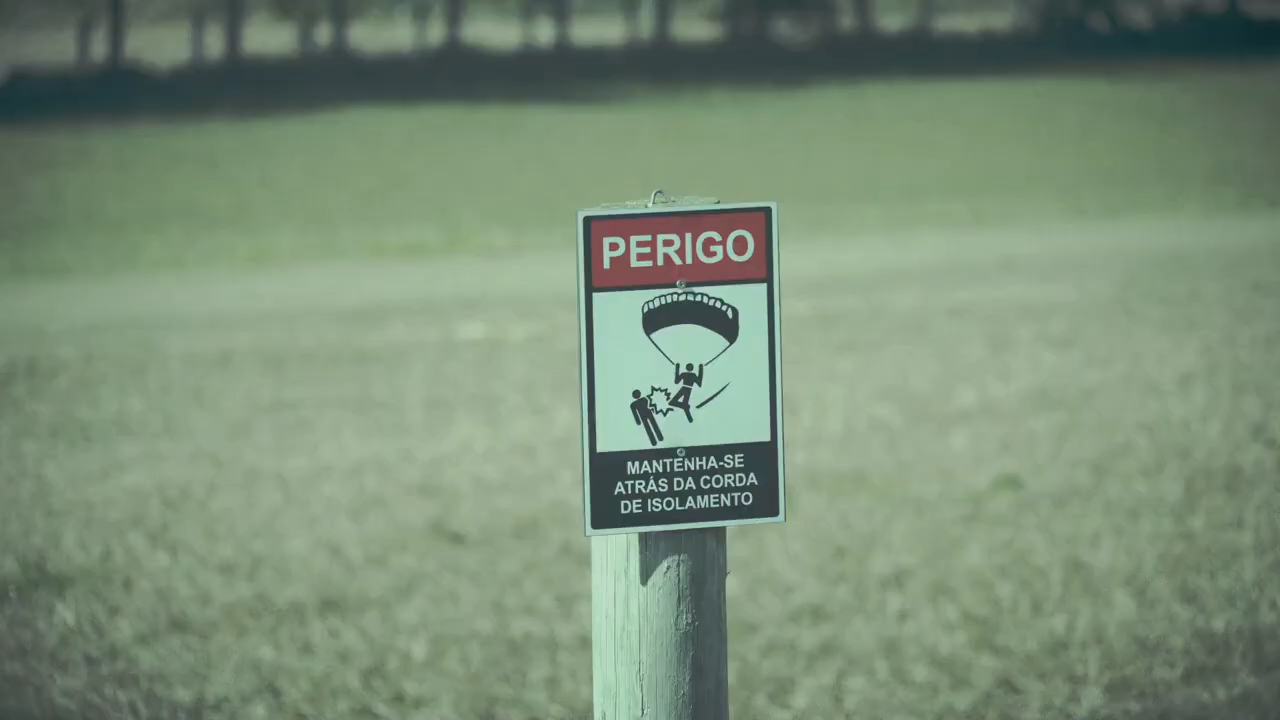 PERIGO
MANTENHA-SE
ATRÁS DA CORDA
DE ISOLAMENTO